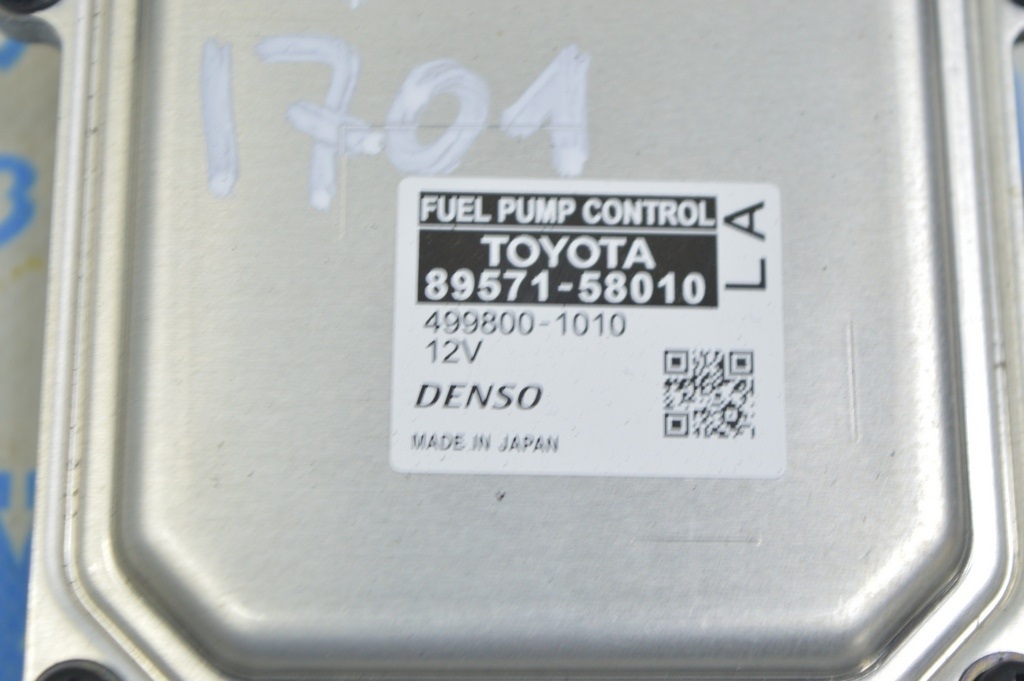 1701
FUEL PUMP CONTROL
TOYOTA
89571-58010
LA
499800-1010
12V
DENSO
MADE IN JAPAN